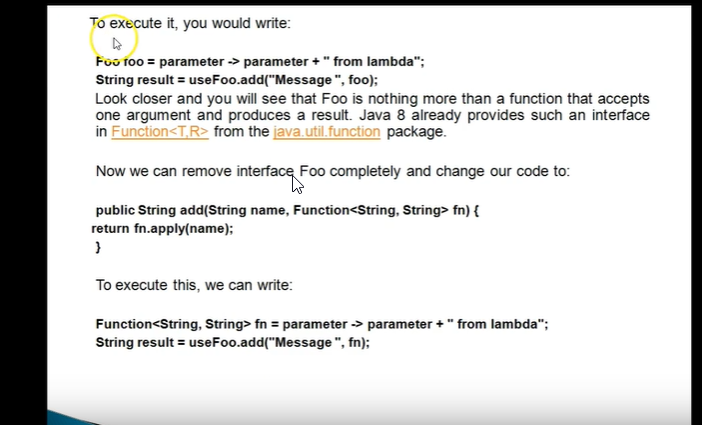 To execute it, you would write:
Foo foo = parameter -> parameter + " from lambda";
String result = useFoo.add("Message ", foo);
Look closer and you will see that Foo is nothing more than a function that accepts
one argument and produces a result. Java 8 already provides such an interface
in Function<T,R> from the java.util.function package.
Now we can remove interface Foo completely and change our code to:
public String add(String name, Function<String, String> fn) {
return fn.apply(name);
}
To execute this, we can write:
Function<String, String> fn = parameter -> parameter + " from lambda";
String result = useFoo.add("Message ", fn);